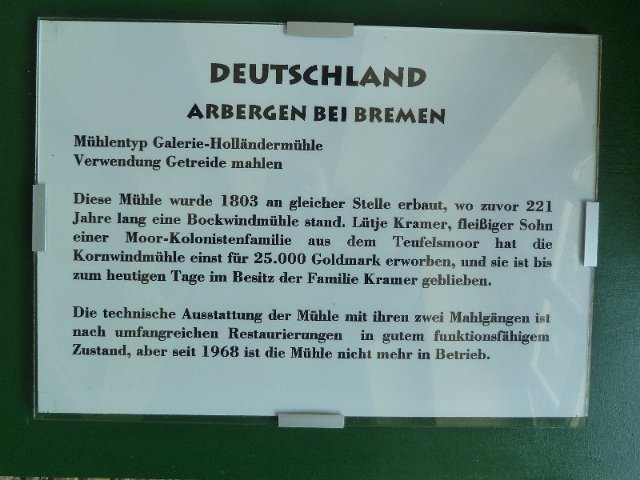 DEUTSCHLAND
ARBERGEN BEI BREMEN
Mühlentyp Galerie-Holländermühle
Verwendung Getreide mahlen
Diese Mühle wurde 1803 an gleicher Stelle erbaut, wo zuvor 221
Jahre lang eine Bockwindmühle stand. Lütje Kramer, fleißiger Sohn
einer Moor-Kolonistenfamilie aus dem Teufelsmoor hat die
Kornwindmühle einst für 25.000 Goldmark erworben, und sie ist bis
zum heutigen Tage im Besitz der Familie Kramer geblieben.
Die technische Ausstattung der Mühle mit ihren zwei Mahlgängen ist
nach umfangreichen Restaurierungen in gutem funktionsfähigem
Zustand, aber seit 1968 ist die Mühle nicht mehr in Betrieb.